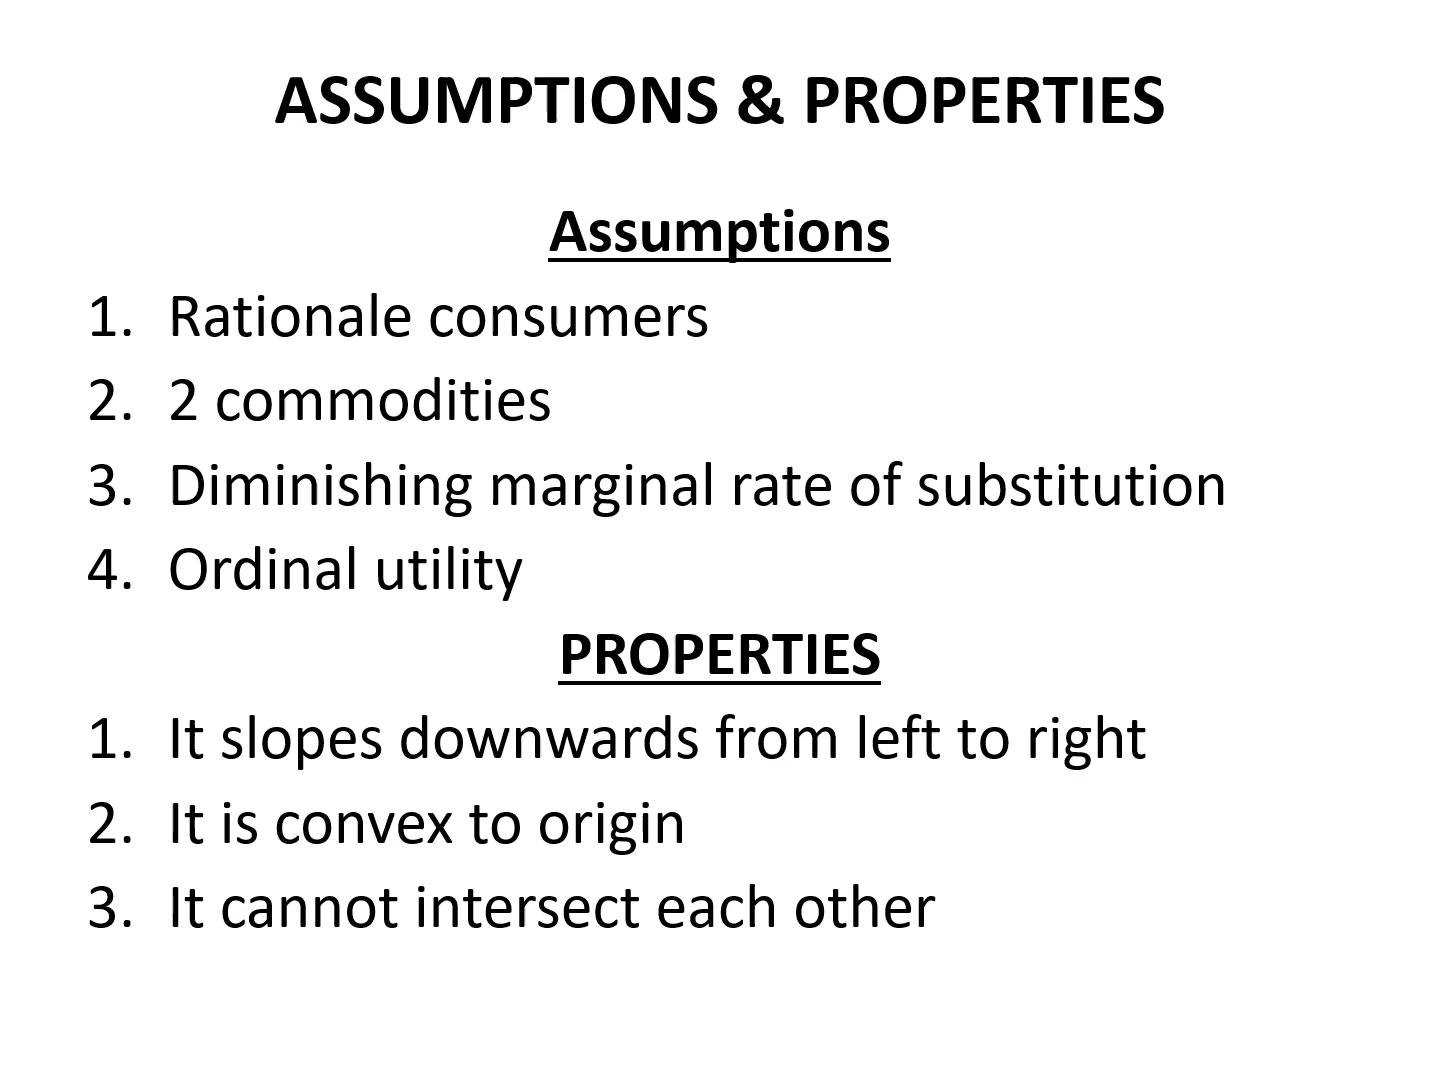 ASSUMPTIONS & PROPERTIES
Assumptions
1. Rationale consumers
2. 2 commodities
3. Diminishing marginal rate of substitution
4. Ordinal utility
PROPERTIES
1. It slopes downwards from left to right
2. It is convex to origin
3. It cannot intersect each other